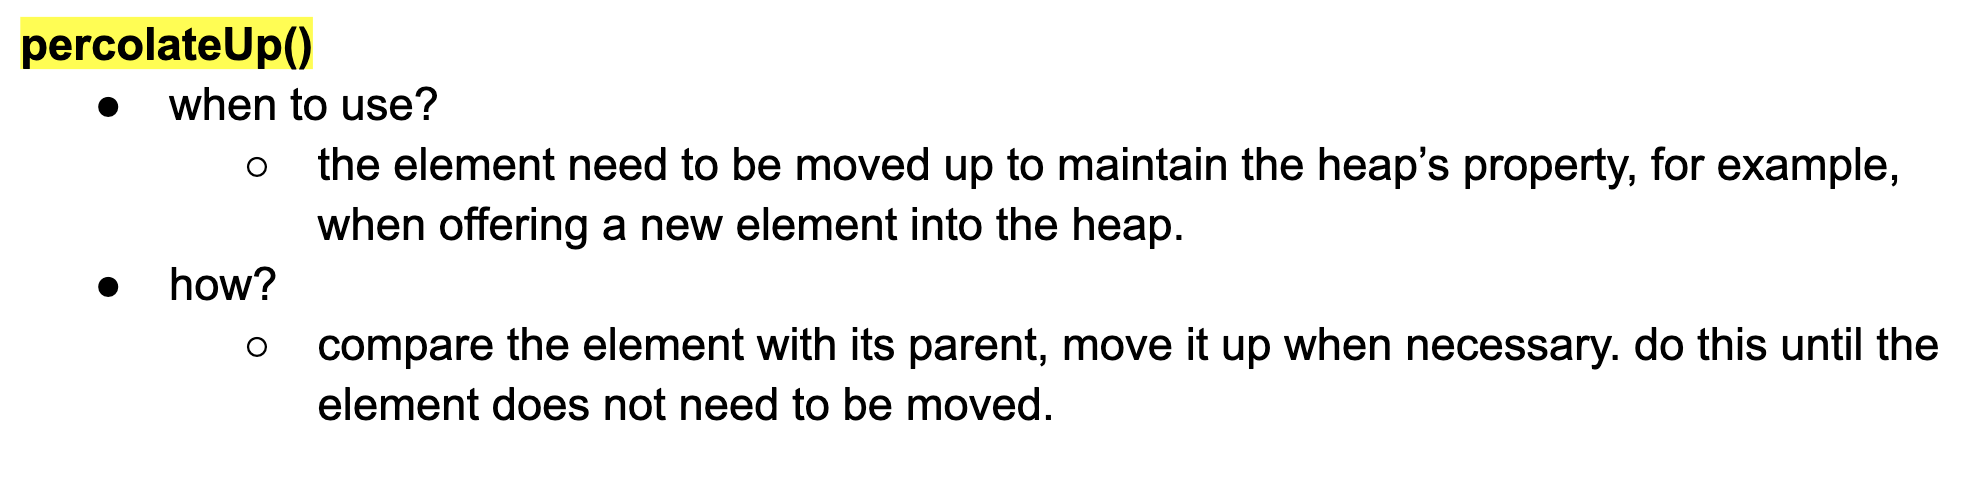 percolateUp()
● when to use?
○ the element need to be moved up to maintain the heap’s property, for example,
when offering a new element into the heap.
● how?
○ compare the element with its parent, move it up when necessary. do this until the
element does not need to be moved.